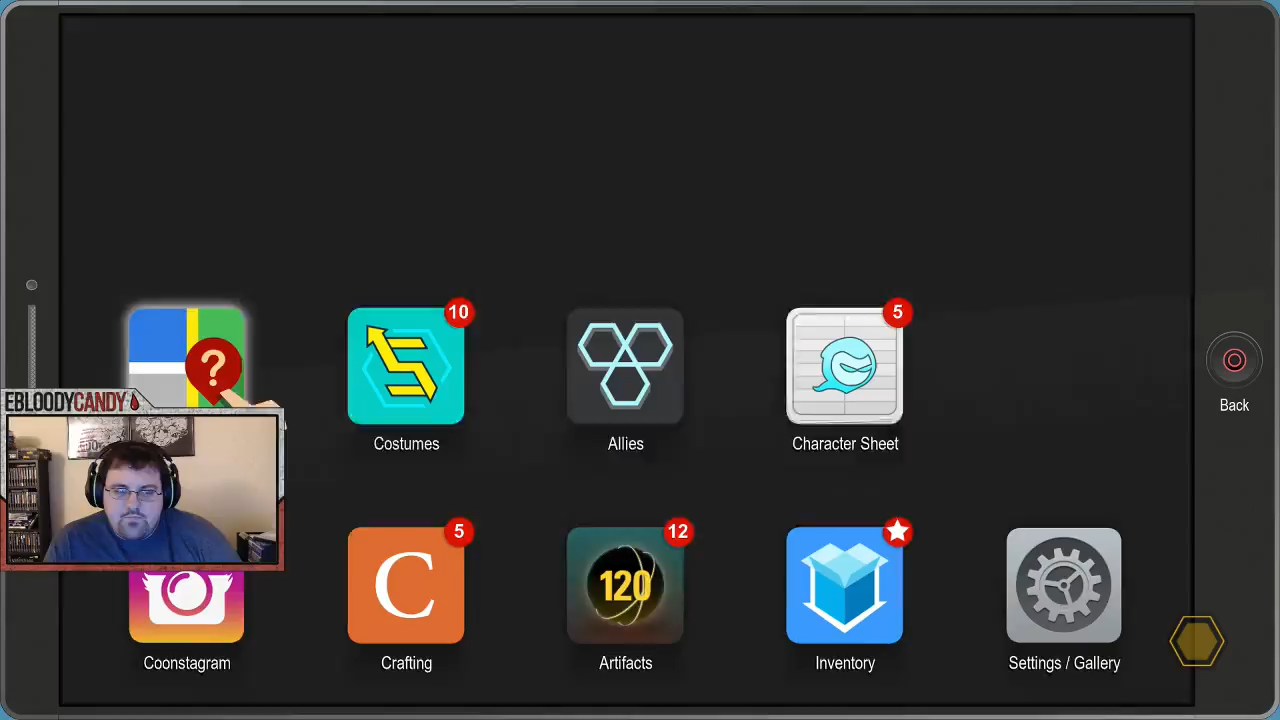 10
5
?
Back
EBLOODYCANDY
Costumes
Allies
Character Sheet
5
12
C
120
Coonstagram
Crafting
Artifacts
Inventory
Settings / Gallery